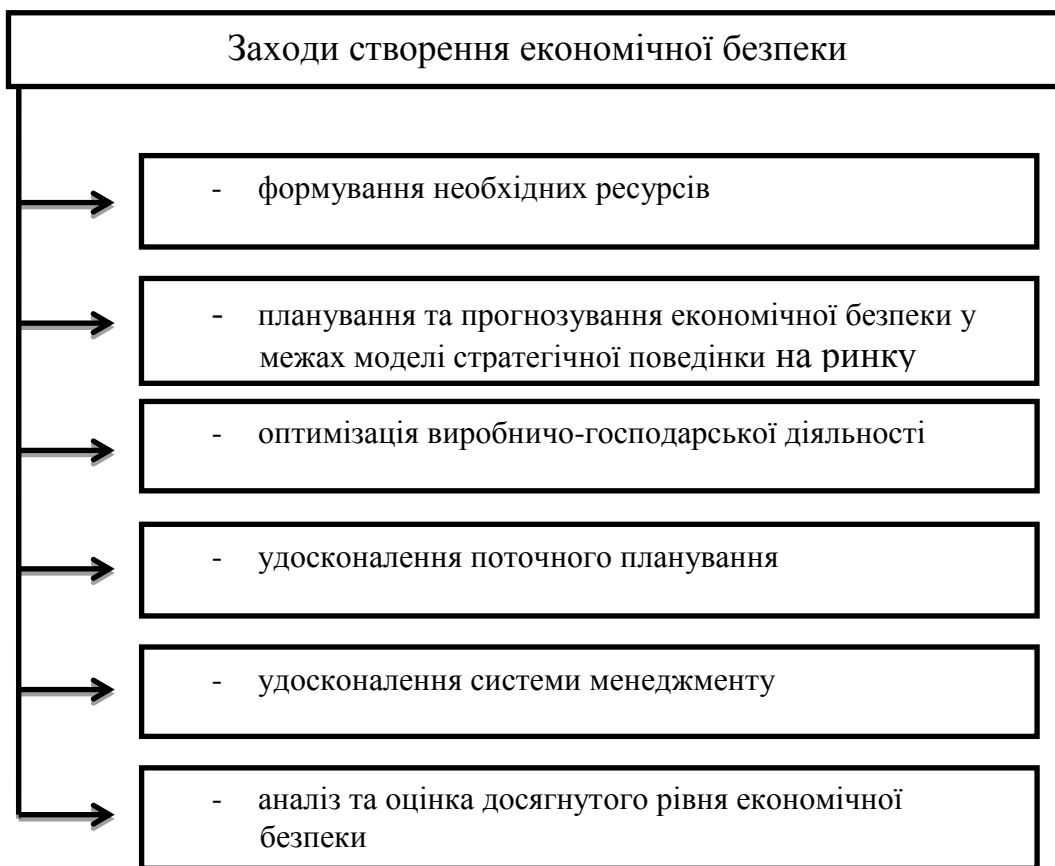 Заходи створення економічної безпеки
- формування необхідних ресурсів
- планування та прогнозування економічної безпеки у
межах моделі стратегічної поведінки на ринку
- оптимізація виробничо-господарської діяльності
- удосконалення поточного планування
- удосконалення системи менеджменту
- аналіз та оцінка досягнутого рівня економічної
безпеки